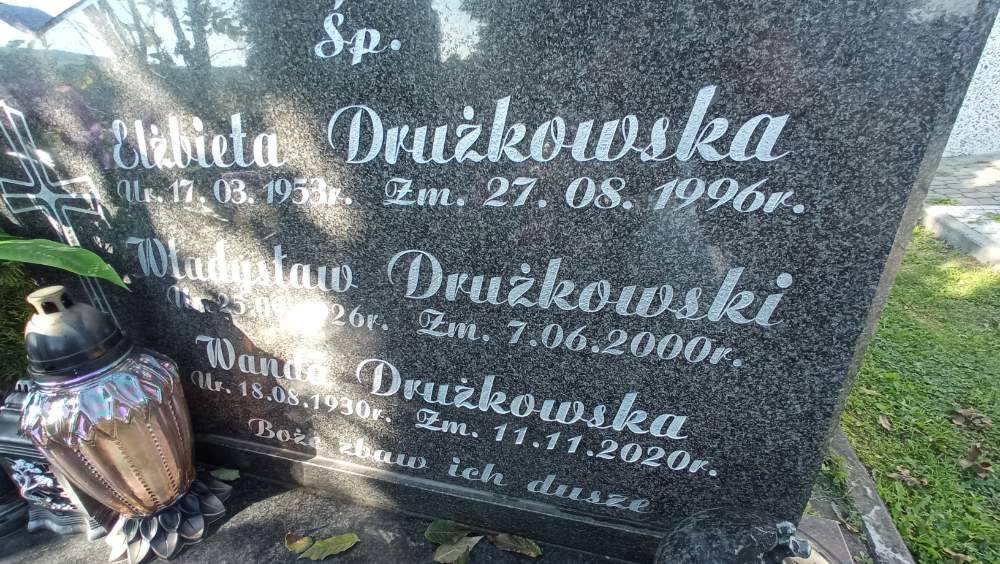 Śp.
Elżbieta Drużkowska
Ur. 17. 03. 1953r. Zm. 27. 08. 1996r.
Władysław Drużkowski
Ur. Zm. 7.06.2000r.
Wanda Drużkowska
Ur. 18.08.1930r. Zm. 11.11.2020r.
Boże zbaw ich dusze